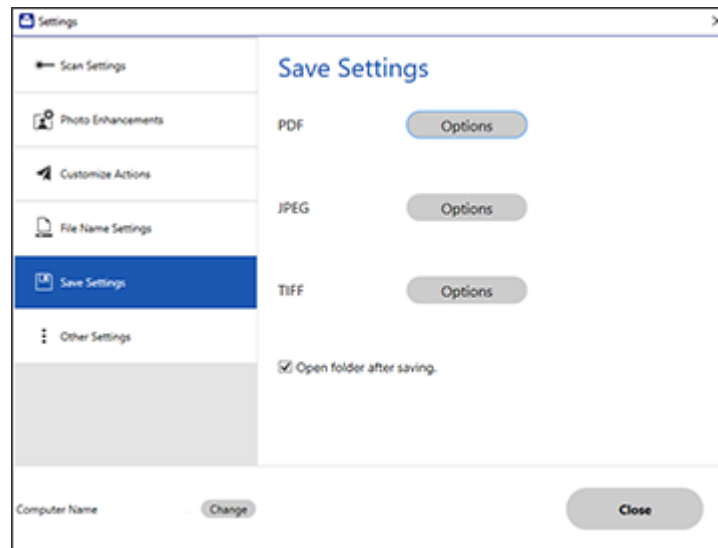 Settings
Scan Settings
Photo Enhancements
Customize Actions
File Name Settings
Save Settings
Other Settings
Save Settings
PDF Options
JPEG Options
TIFF Options
Open folder after saving.
Computer Name Change
Close